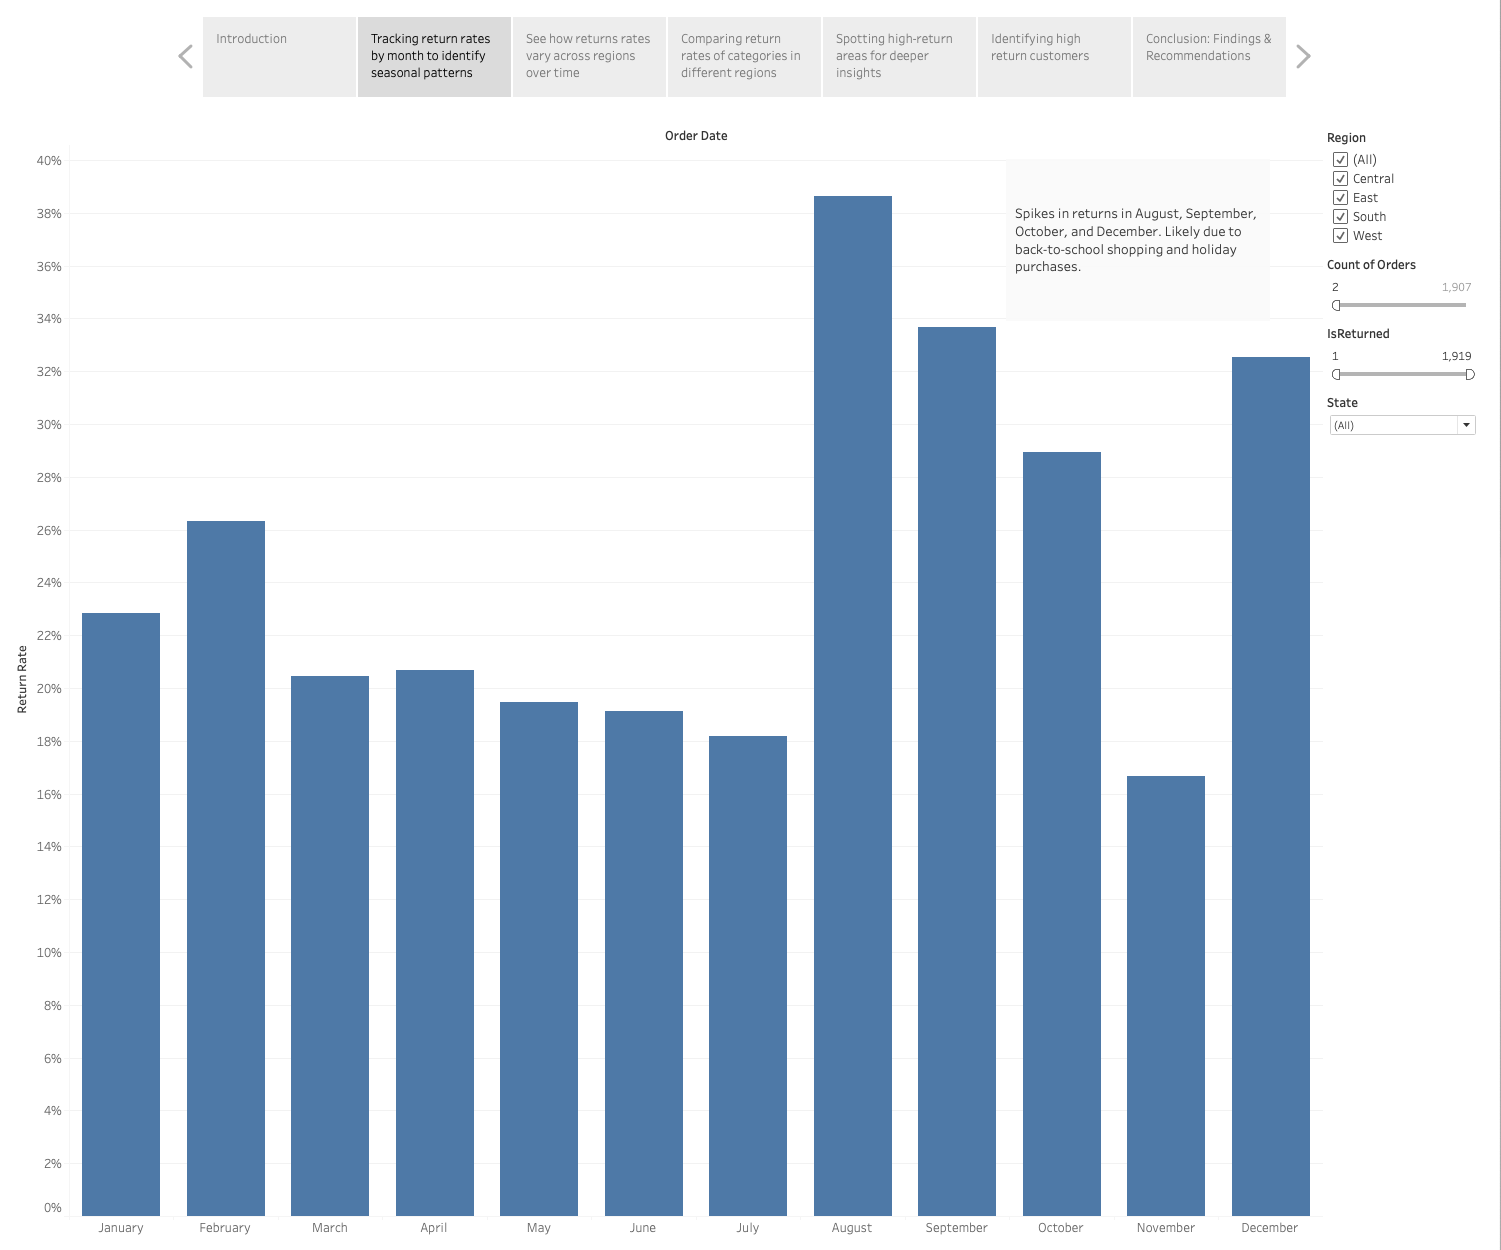 Introduction
Tracking return rates
by month to identify
seasonal patterns
See how returns rates
vary across regions
over time
Comparing return
rates of categories in
different regions
Spotting high-return
areas for deeper
insights
Identifying high
return customers
Conclusion: Findings &
Recommendations
Order Date
40%
38%
36%
34%
32%
30%
28%
26%
24%
22%
20%
18%
16%
14%
12%
10%
8%
6%
4%
2%
0%
Return Rate
Spikes in returns in August, September,
October, and December. Likely due to
back-to-school shopping and holiday
purchases.
January February March April May June July August September October November December
Region
(All)
Central
East
South
West
Count of Orders
2 1,907
IsReturned
1 1,919
State
(All)